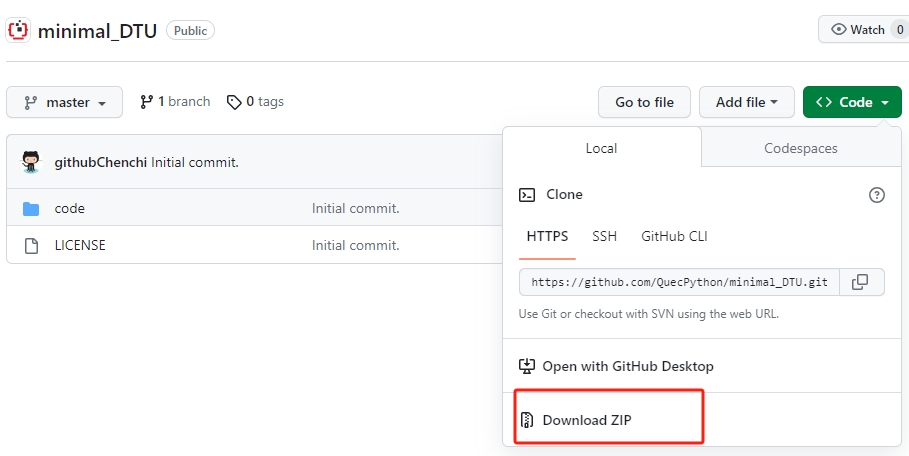 minimal_DTU Public Watch 0
master 1 branch 0 tags Go to file Add file Code
githubChenchi Initial commit.
code Initial commit.
LICENSE Initial commit.
Local Codespaces
Clone
HTTPS SSH GitHub CLI
https://github.com/QuecPython/minimal_DTU.git
Use Git or checkout with SVN using the web URL.
Open with GitHub Desktop
Download ZIP